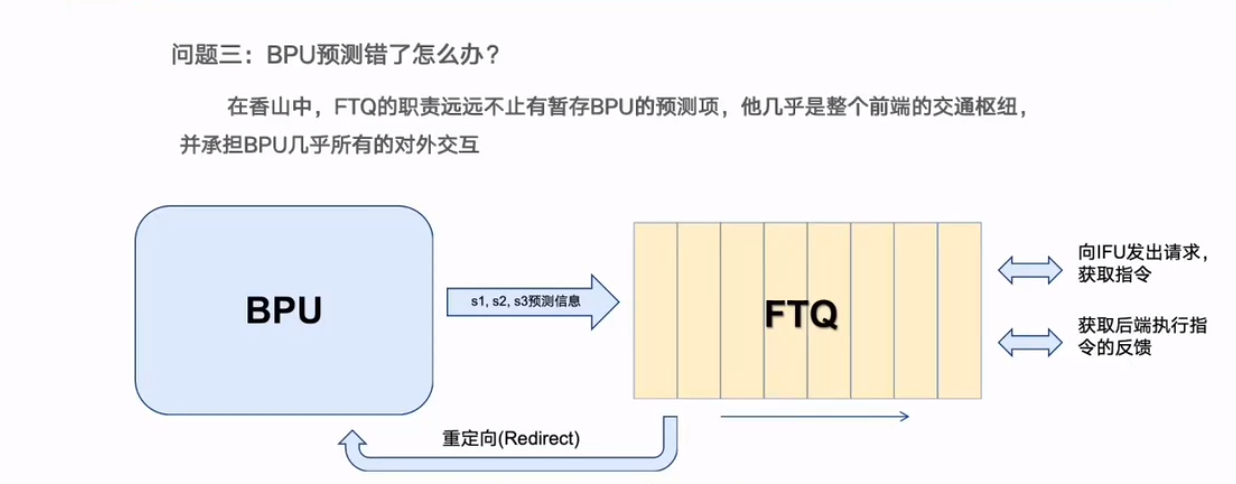 问题三：BPU预测错了怎么办？
在香山中，FTQ的职责远远不止有暂存BPU的预测项，他几乎是整个前端的交通枢纽，
并承担BPU几乎所有的对外交互
BPU
s1, s2, s3预测信息
FTQ
向IFU发出请求，
获取指令
获取后端执行指
令的反馈
重定向(Redirect)